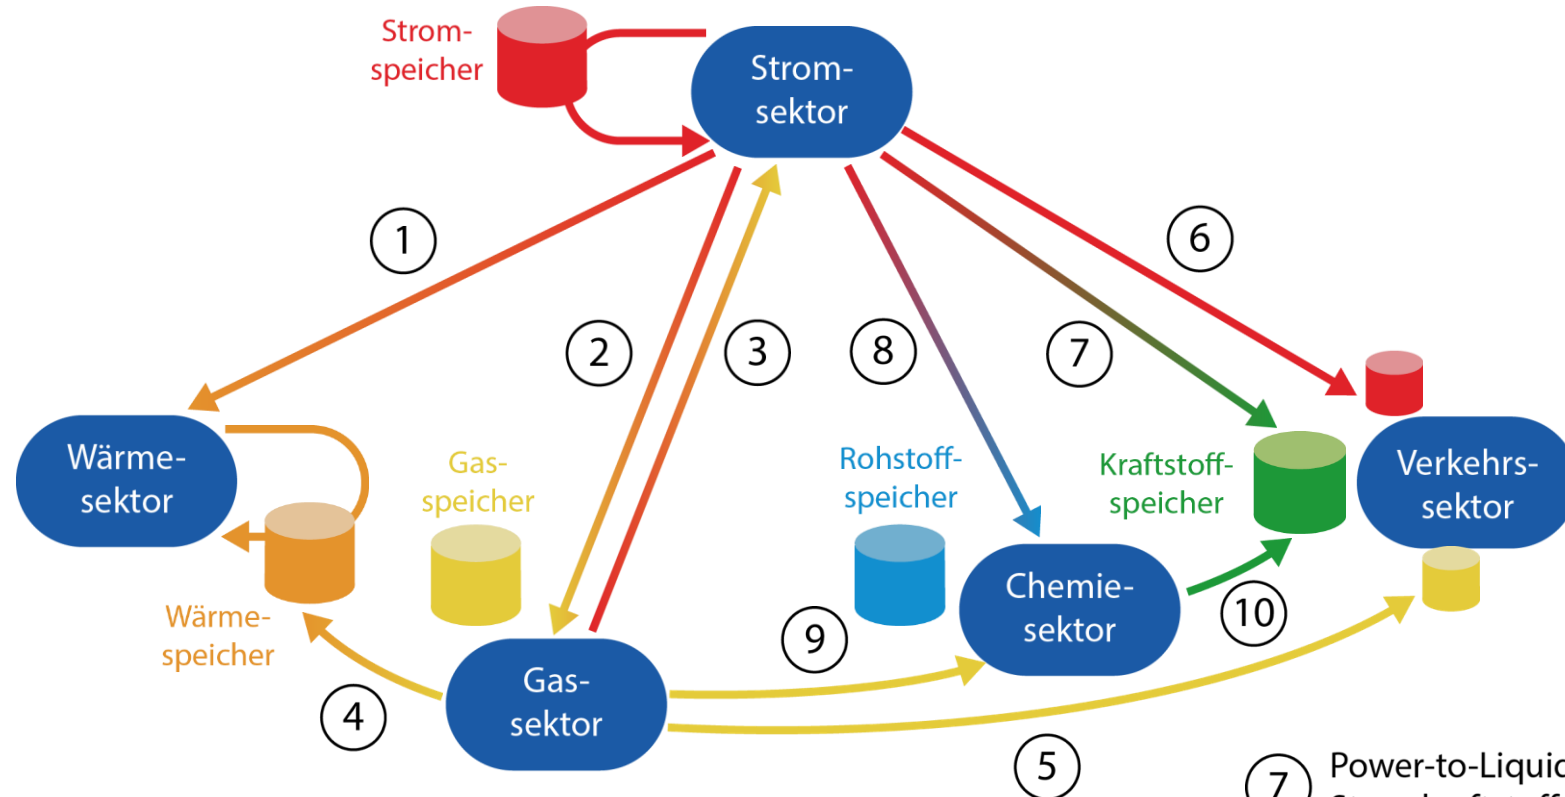 Strom-
speicher
Strom-
sektor
1
2
3
8
7
6
Wärme-
sektor
Gas-
speicher
Rohstoff-
speicher
Kraftstoff-
speicher
Verkehrs-
sektor
Wärme-
speicher
Chemie-
sektor
9
10
4
Gas-
sektor
5
7
Power-to-Liquid